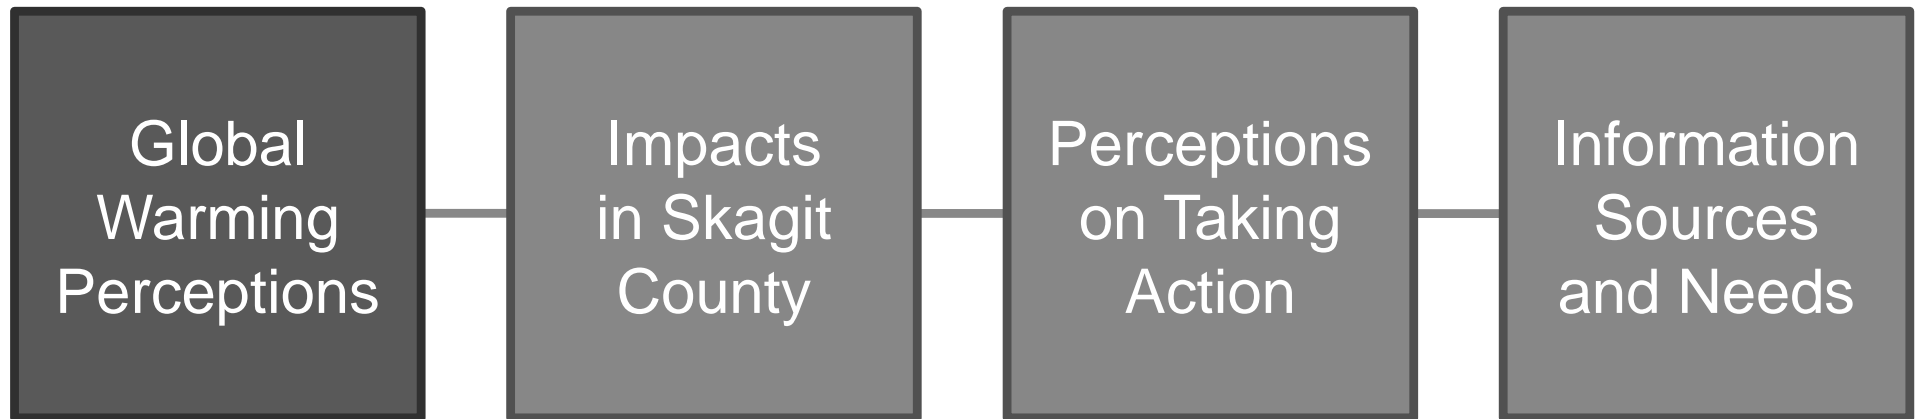 Global
Warming
Perceptions
Impacts
in Skagit
County
Perceptions
on Taking
Action
Information
Sources
and Needs